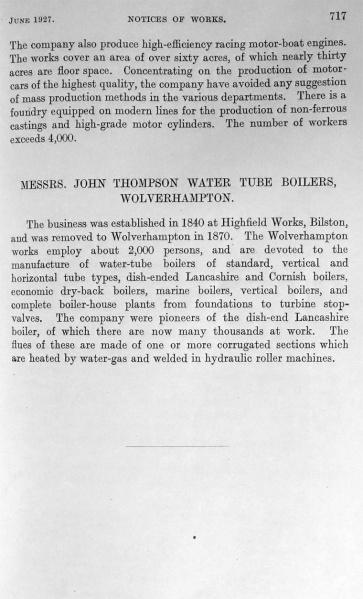 JUNE 1927. NOTICES OF WORKS. 717
The company also produce high-efficiency racing motor-boat engines.
The works cover an area of over sixty acres, of which nearly thirty
acres are floor space. Concentrating on the production of motor-
cars of the highest quality, the company have avoided any suggestion
of mass production methods in the various departments. There is a
foundry equipped on modern lines for the production of non-ferrous
castings and high-grade motor cylinders. The number of workers
exceeds 4,000.
MESSRS. JOHN THOMPSON WATER TUBE BOILERS,
WOLVERHAMPTON.
The business was established in 1840 at Highfield Works, Bilston,
and was removed to Wolverhampton in 1870. The Wolverhampton
works employ about 2,000 persons, and are devoted to the
manufacture of water-tube boilers of standard, vertical and
horizontal tube types, dish-ended Lancashire and Cornish boilers,
economic dry-back boilers, marine boilers, vertical boilers, and
complete boiler-house plants from foundations to turbine stop-
valves. The company were pioneers of the dish-end Lancashire
boiler, of which there are now many thousands at work. The
flues of these are made of one or more corrugated sections which
are heated by water-gas and welded in hydraulic roller machines.